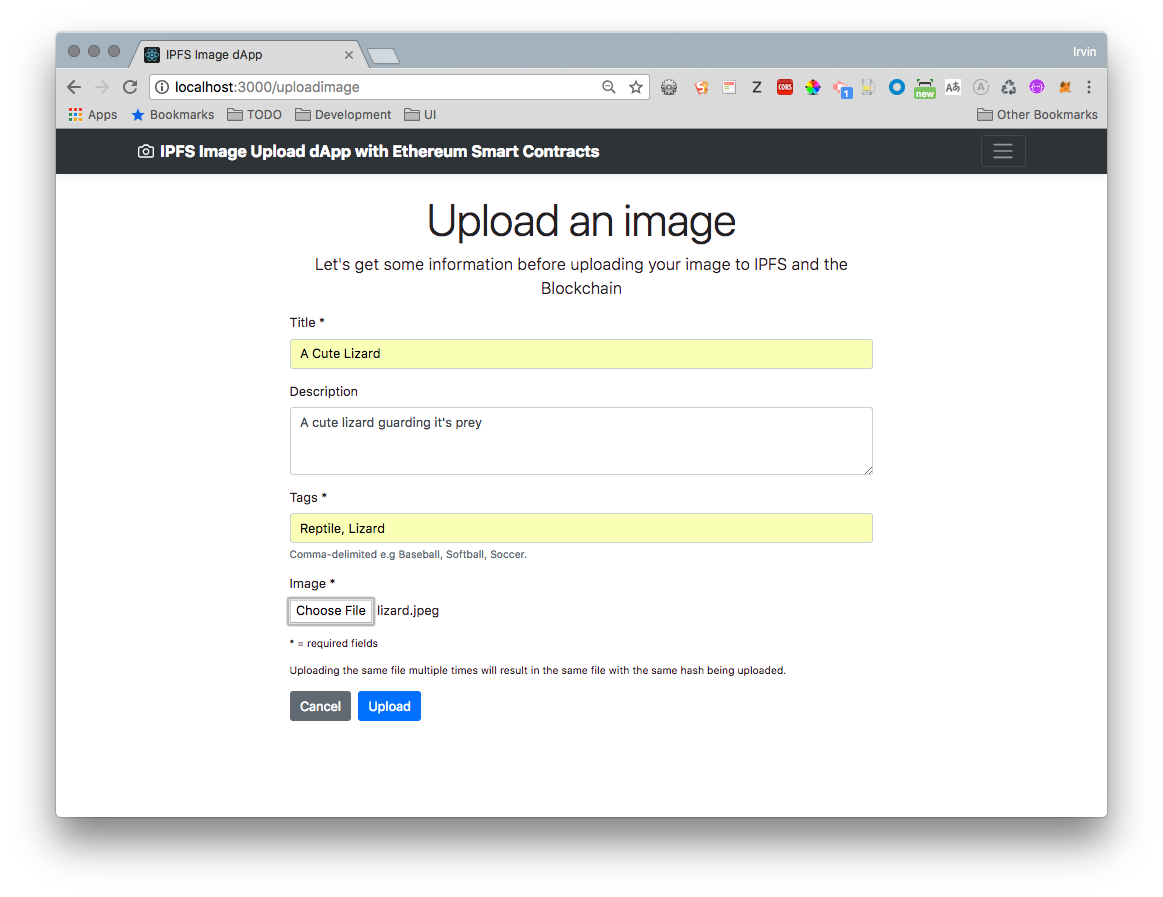 IPFS Image dApp
Irvin
localhost:3000/uploadimage
Z
CORS
1
new
A
Apps
Bookmarks
TODO
Development
UI
Other Bookmarks
IPFS Image Upload dApp with Ethereum Smart Contracts
Upload an image
Let's get some information before uploading your image to IPFS and the
Blockchain
Title *
A Cute Lizard
Description
A cute lizard guarding it's prey
Tags *
Reptile, Lizard
Comma-delimited e.g Baseball, Softball, Soccer.
Image *
Choose File lizard.jpeg
* = required fields
Uploading the same file multiple times will result in the same file with the same hash being uploaded.
Cancel Upload